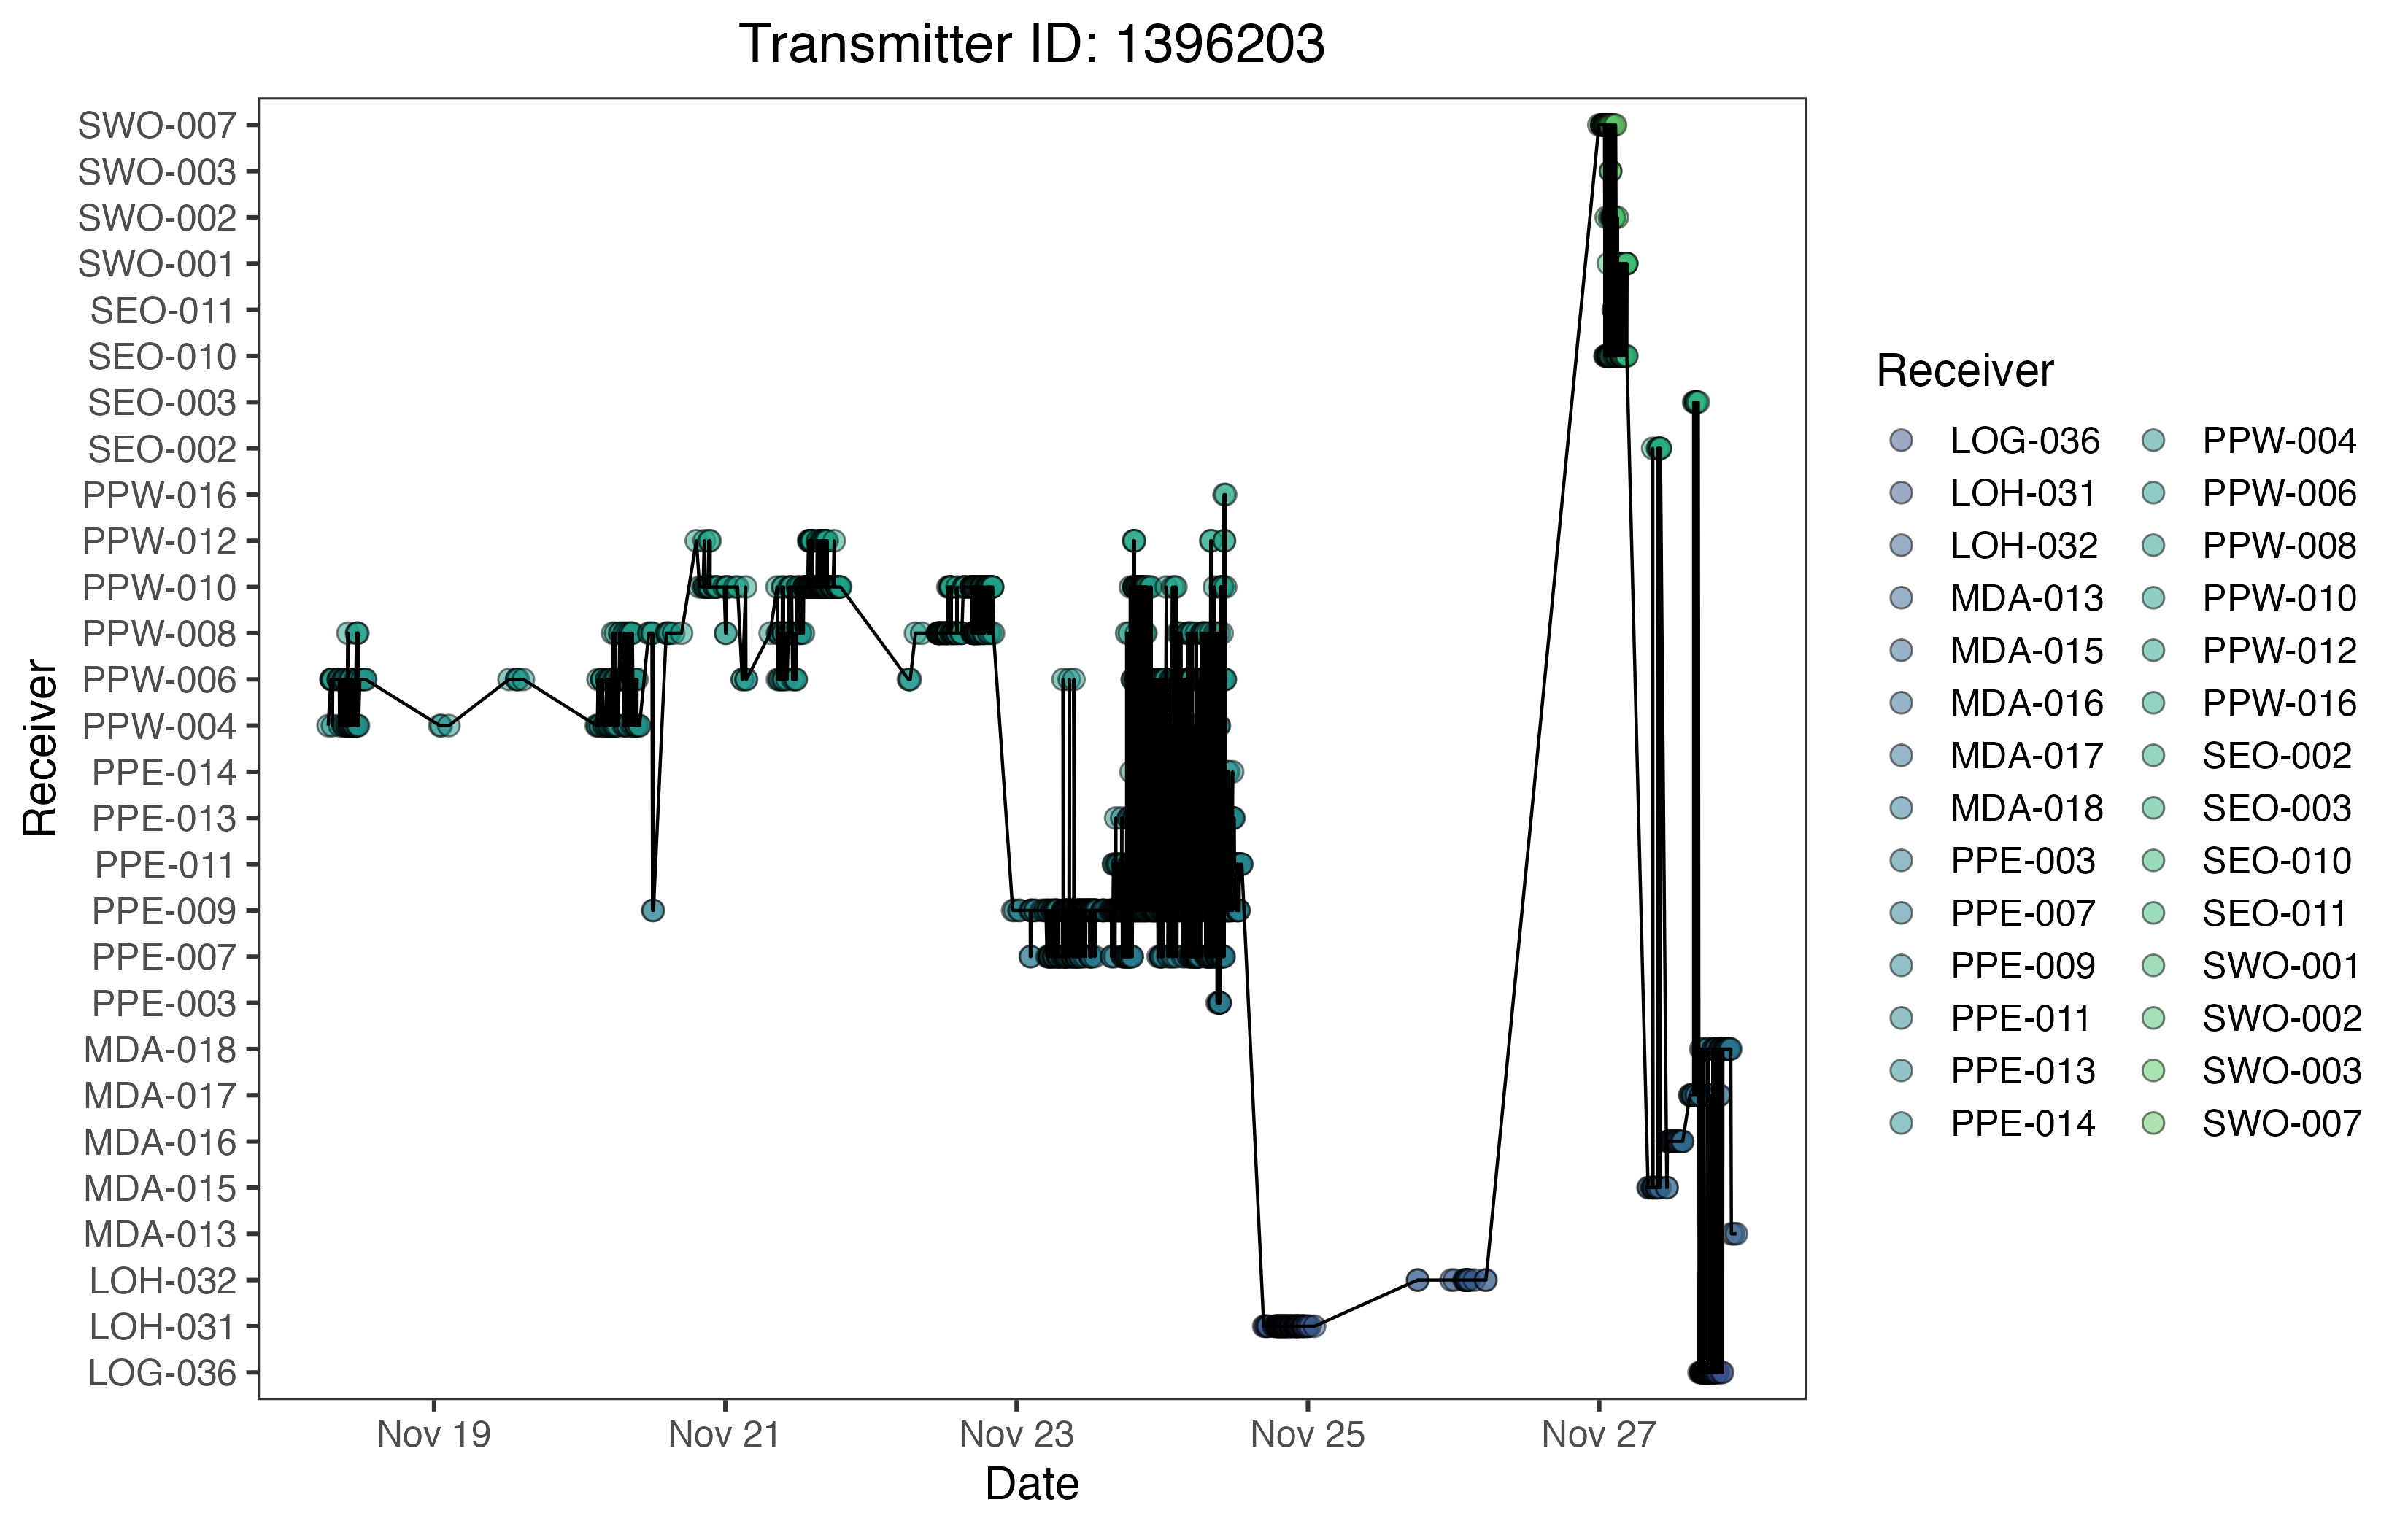 Transmitter ID: 1396203
Receiver
SWO-007
SWO-003
SWO-002
SWO-001
SEO-011
SEO-010
SEO-003
SEO-002
PPW-016
PPW-012
PPW-010
PPW-008
PPW-006
PPW-004
PPE-014
PPE-013
PPE-011
PPE-009
PPE-007
PPE-003
MDA-018
MDA-017
MDA-016
MDA-015
MDA-013
LOH-032
LOH-031
LOG-036
Nov 19
Nov 21
Nov 23
Nov 25
Nov 27
Date
Receiver
LOG-036
LOH-031
LOH-032
MDA-013
MDA-015
MDA-016
MDA-017
MDA-018
PPE-003
PPE-007
PPE-009
PPE-011
PPE-013
PPE-014
PPW-004
PPW-006
PPW-008
PPW-010
PPW-012
PPW-016
SEO-002
SEO-003
SEO-010
SEO-011
SWO-001
SWO-002
SWO-003
SWO-007